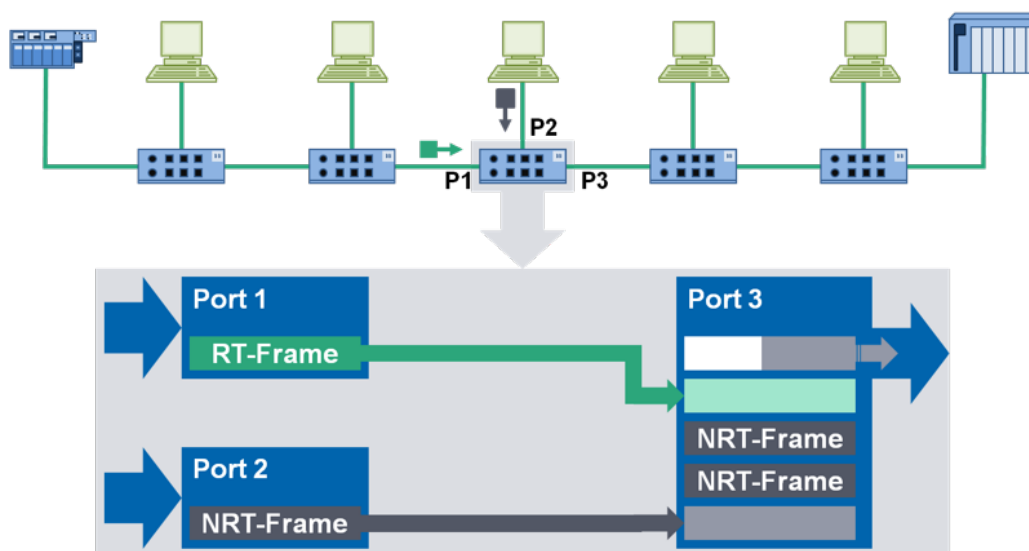 P2
P1
P3
Port 1
RT-Frame
Port 3
NRT-Frame
NRT-Frame
Port 2
NRT-Frame